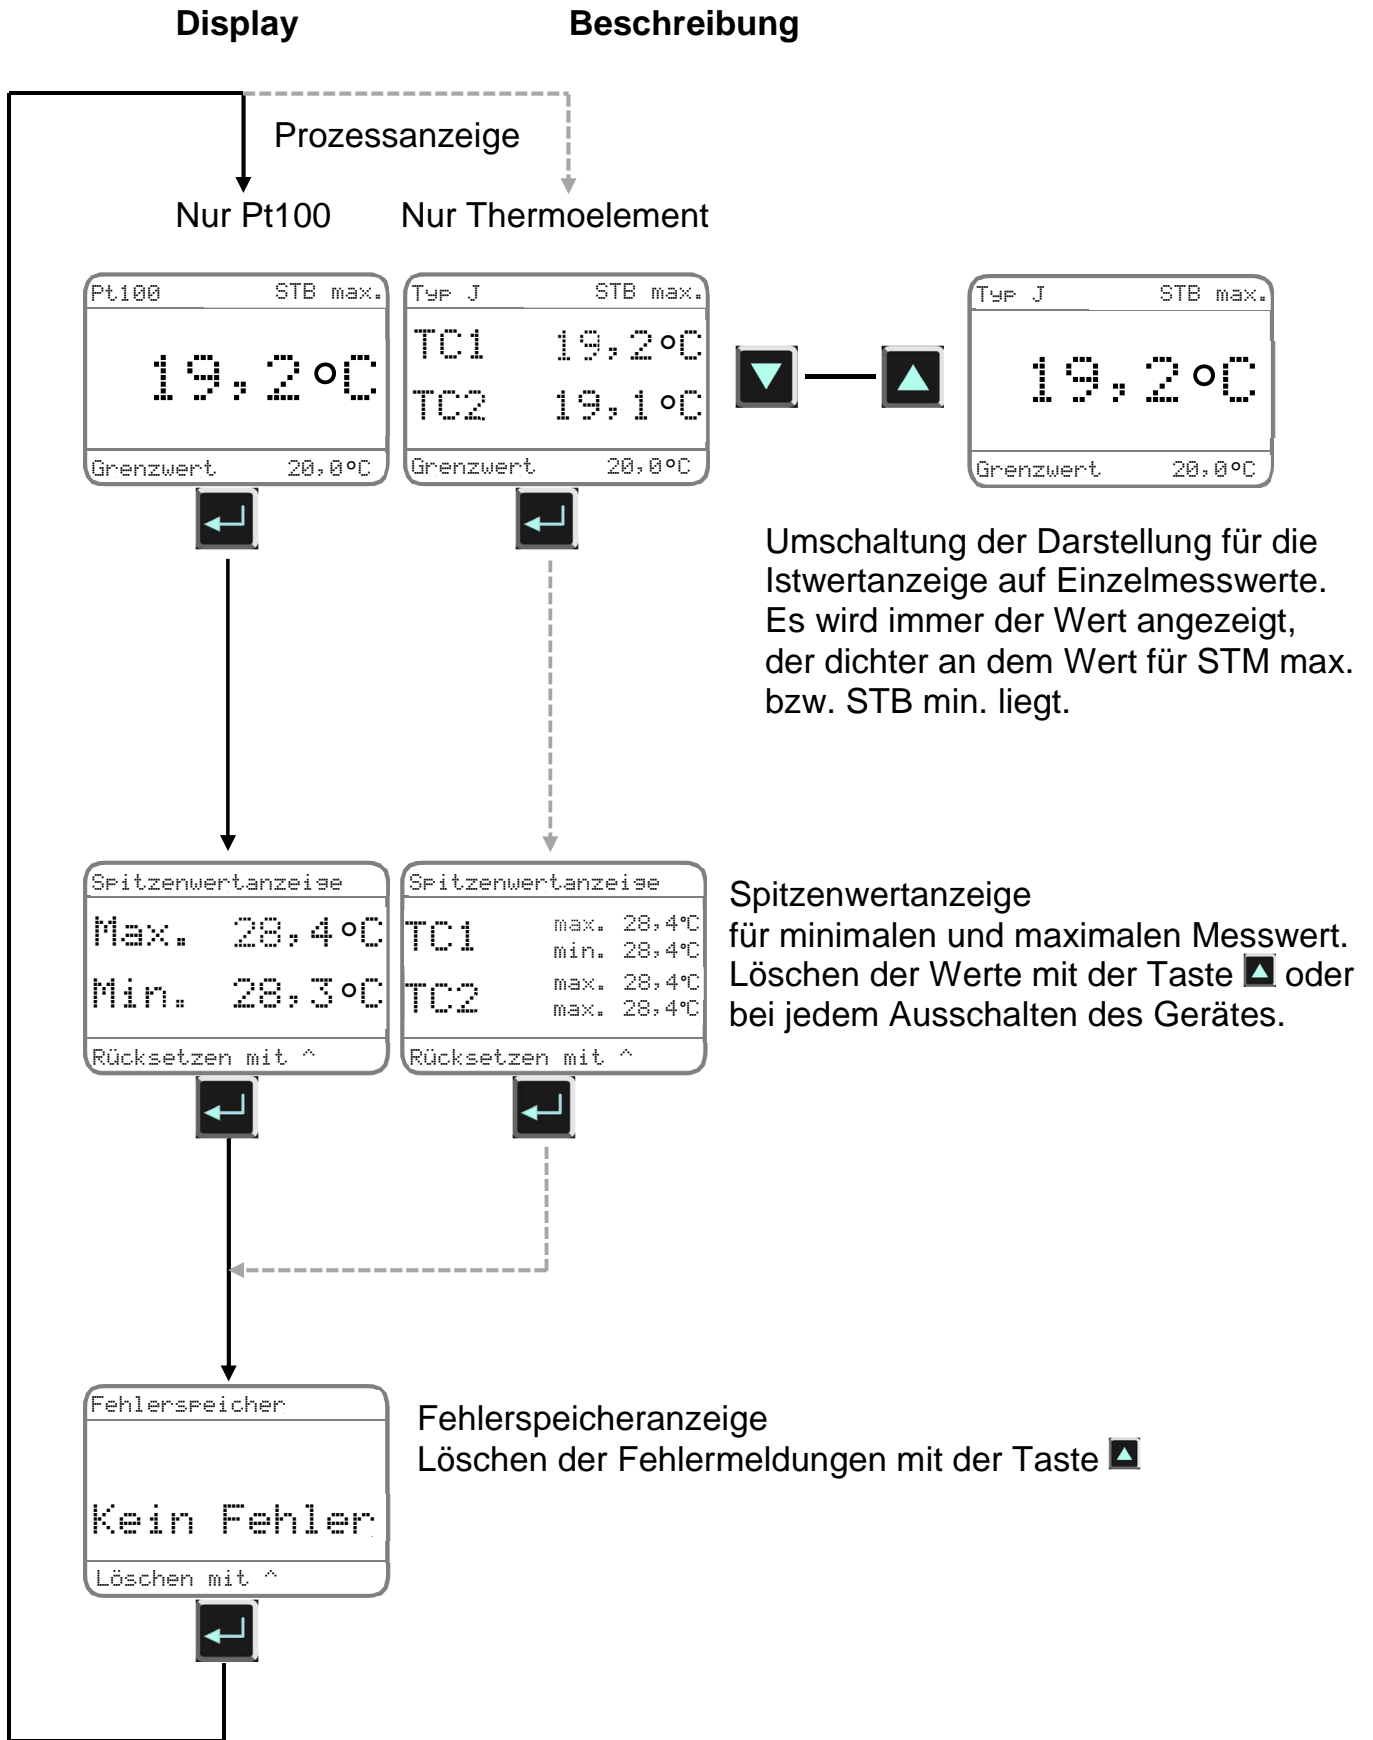 Display Beschreibung
Prozessanzeige
Nur Pt100 Nur Thermoelement
Pt100 STB max.
19,2°C
Grenzwert 20,0°C
Typ J STB max.
TC1 19,2°C
TC2 19,1°C
Grenzwert 20,0°C
Typ J STB max.
19,2°C
Grenzwert 20,0°C
Umschaltung der Darstellung für die
Istwertanzeige auf Einzelmesswerte.
Es wird immer der Wert angezeigt,
der dichter an dem Wert für STM max.
bzw. STB min. liegt.
Spitzenwertanzeige
Max. 28,4°C
Min. 28,3°C
Rücksetzen mit ^
Spitzenwertanzeige
TC1 max. 28,4°C
min. 28,4°C
TC2 max. 28,4°C
max. 28,4°C
Rücksetzen mit ^
Spitzenwertanzeige
für minimalen und maximalen Messwert.
Löschen der Werte mit der Taste oder
bei jedem Ausschalten des Gerätes.
Fehlerspeicher
Kein Fehler
Löschen mit ^
Fehlerspeicheranzeige
Löschen der Fehlermeldungen mit der Taste